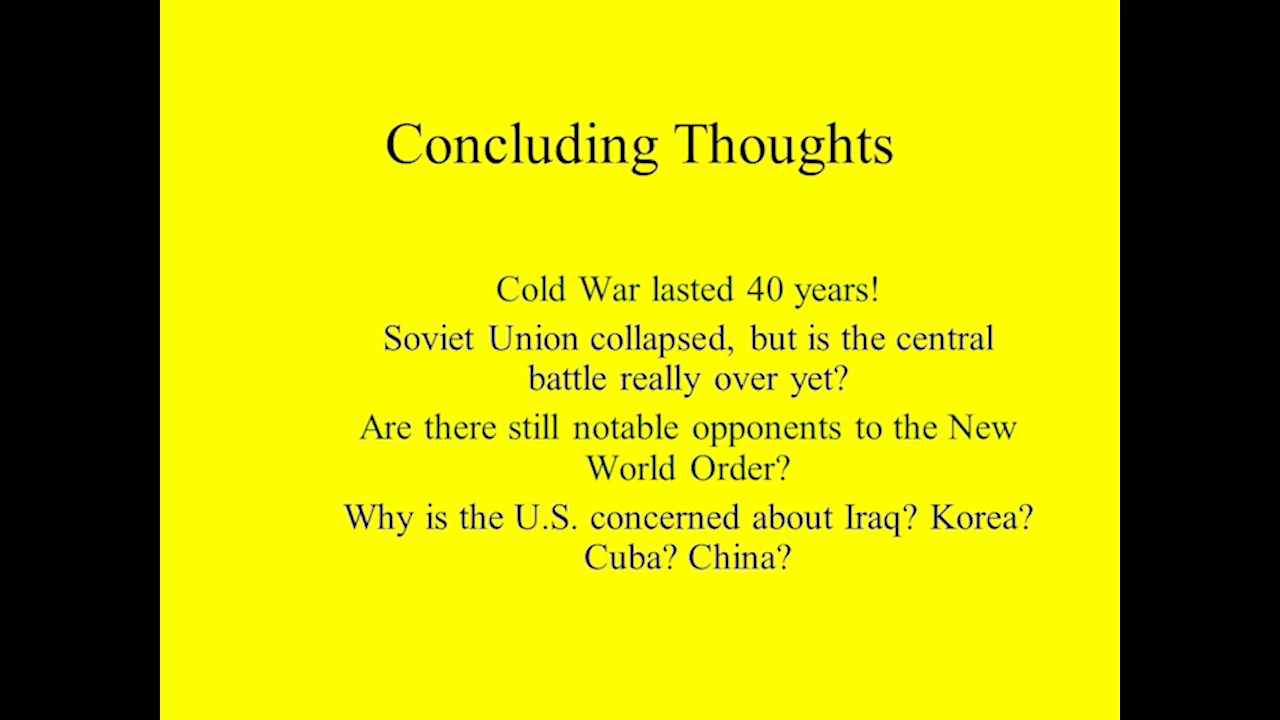 Concluding Thoughts
Cold War lasted 40 years!
Soviet Union collapsed, but is the central
battle really over yet?
Are there still notable opponents to the New
World Order?
Why is the U.S. concerned about Iraq? Korea?
Cuba? China?